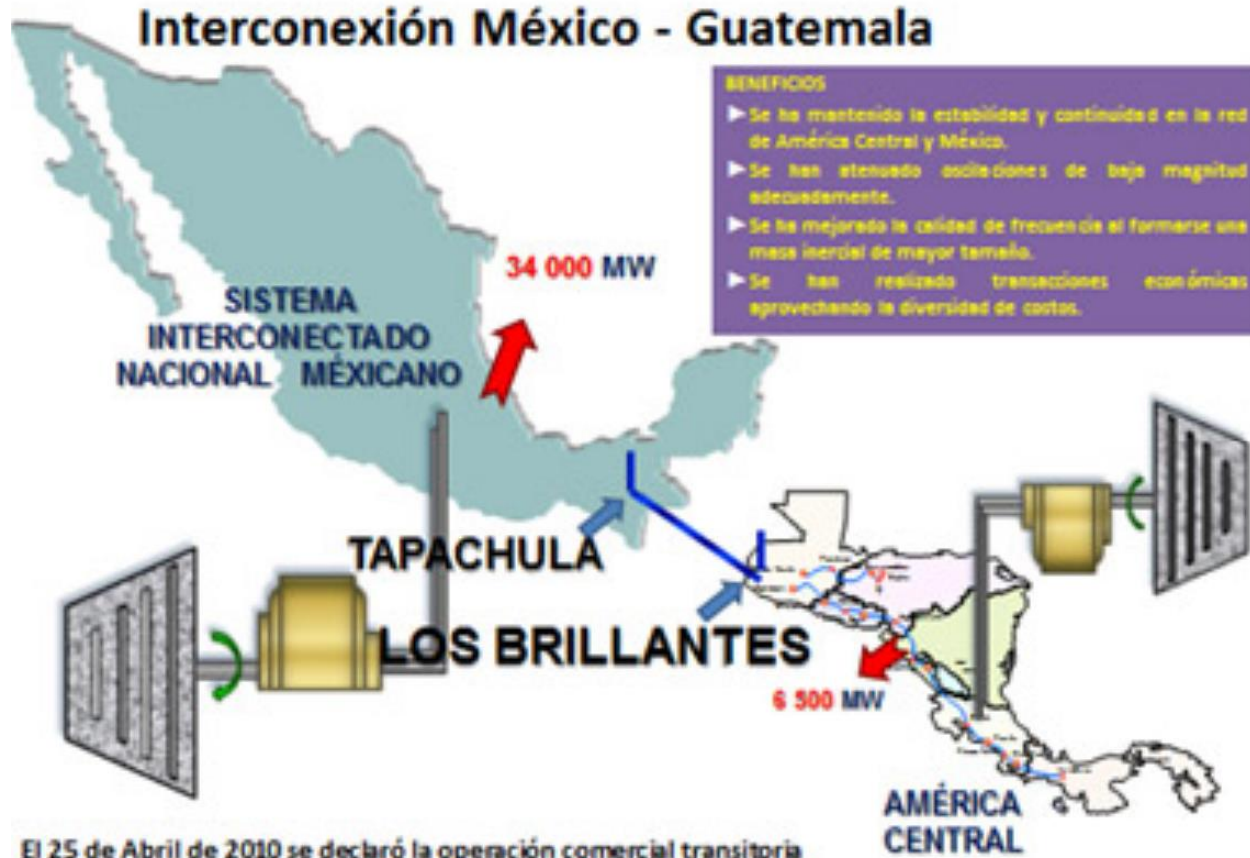 Interconexión México - Guatemala
BENEFICIOS
Se ha mantenido la estabilidad y continuidad en la red
de América Central y México.
Se han atenuado oscilaciones de baja magnitud
adecuadamente.
Se ha mejorado la calidad de frecuencia al formarse una
masa inercial de mayor tamaño.
Se han realizado transacciones económicas
aprovechando la diversidad de costos.
34 000 MW
SISTEMA
INTERCONECTADO
NACIONAL MÉXICANO
TAPACHULA
LOS BRILLANTES
6 500 MW
AMÉRICA
CENTRAL
El 25 de Abril de 2010 se declaró la operación comercial transitoria